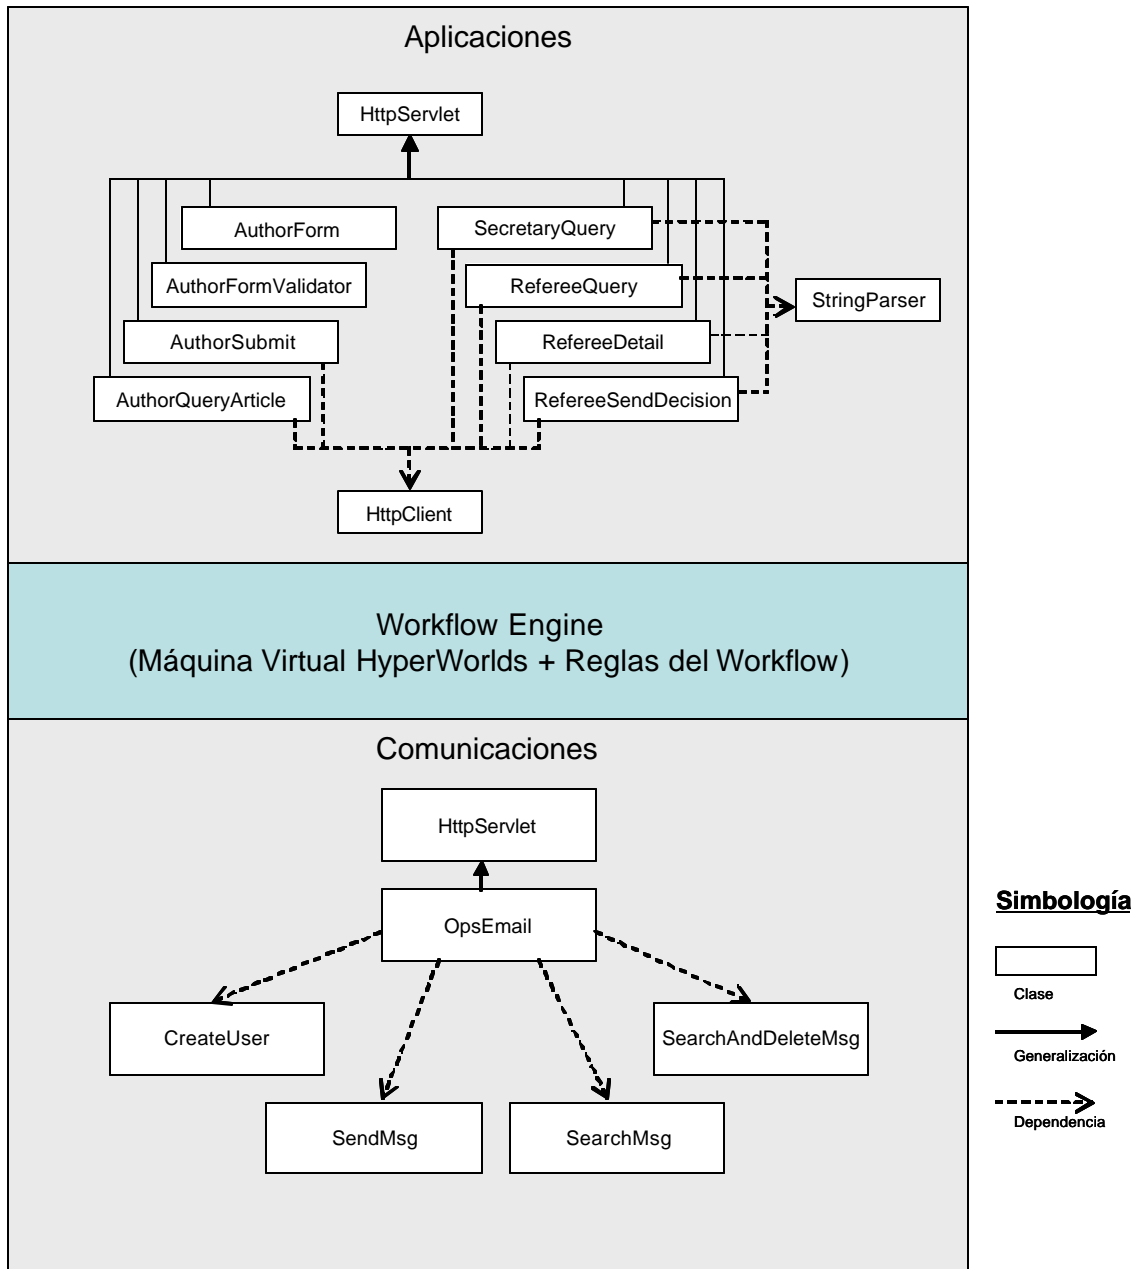 Aplicaciones
HttpServlet
AuthorForm
SecretaryQuery
AuthorFormValidator
RefereeQuery
StringParser
AuthorSubmit
RefereeDetail
AuthorQueryArticle
RefereeSendDecision
HttpClient
Workflow Engine
(Máquina Virtual HyperWorlds + Reglas del Workflow)
Comunicaciones
HttpServlet
OpsEmail
CreateUser
SearchAndDeleteMsg
SendMsg
SearchMsg
Simbología
Clase
Generalización
Dependencia